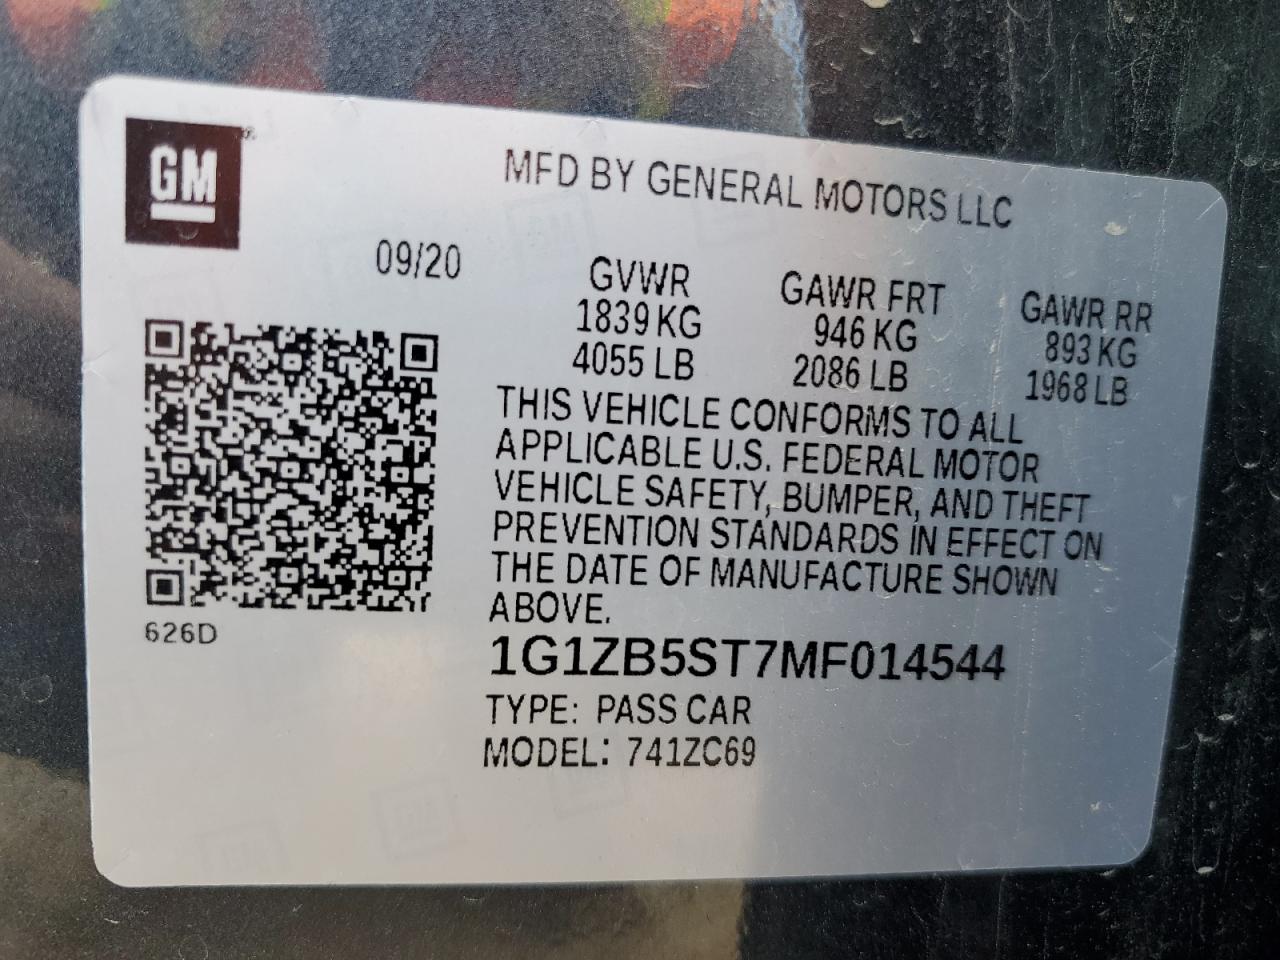 GM
MFD BY GENERAL MOTORS LLC
09/20
GVWR
1839 KG
4055 LB
GAWR FRT
946 KG
2086 LB
GAWR RR
893 KG
1968 LB
THIS VEHICLE CONFORMS TO ALL
APPLICABLE U.S. FEDERAL MOTOR
VEHICLE SAFETY, BUMPER, AND THEFT
PREVENTION STANDARDS IN EFFECT ON
THE DATE OF MANUFACTURE SHOWN
ABOVE.
626D
1G1ZB5ST7MF014544
TYPE: PASS CAR
MODEL: 741ZC69